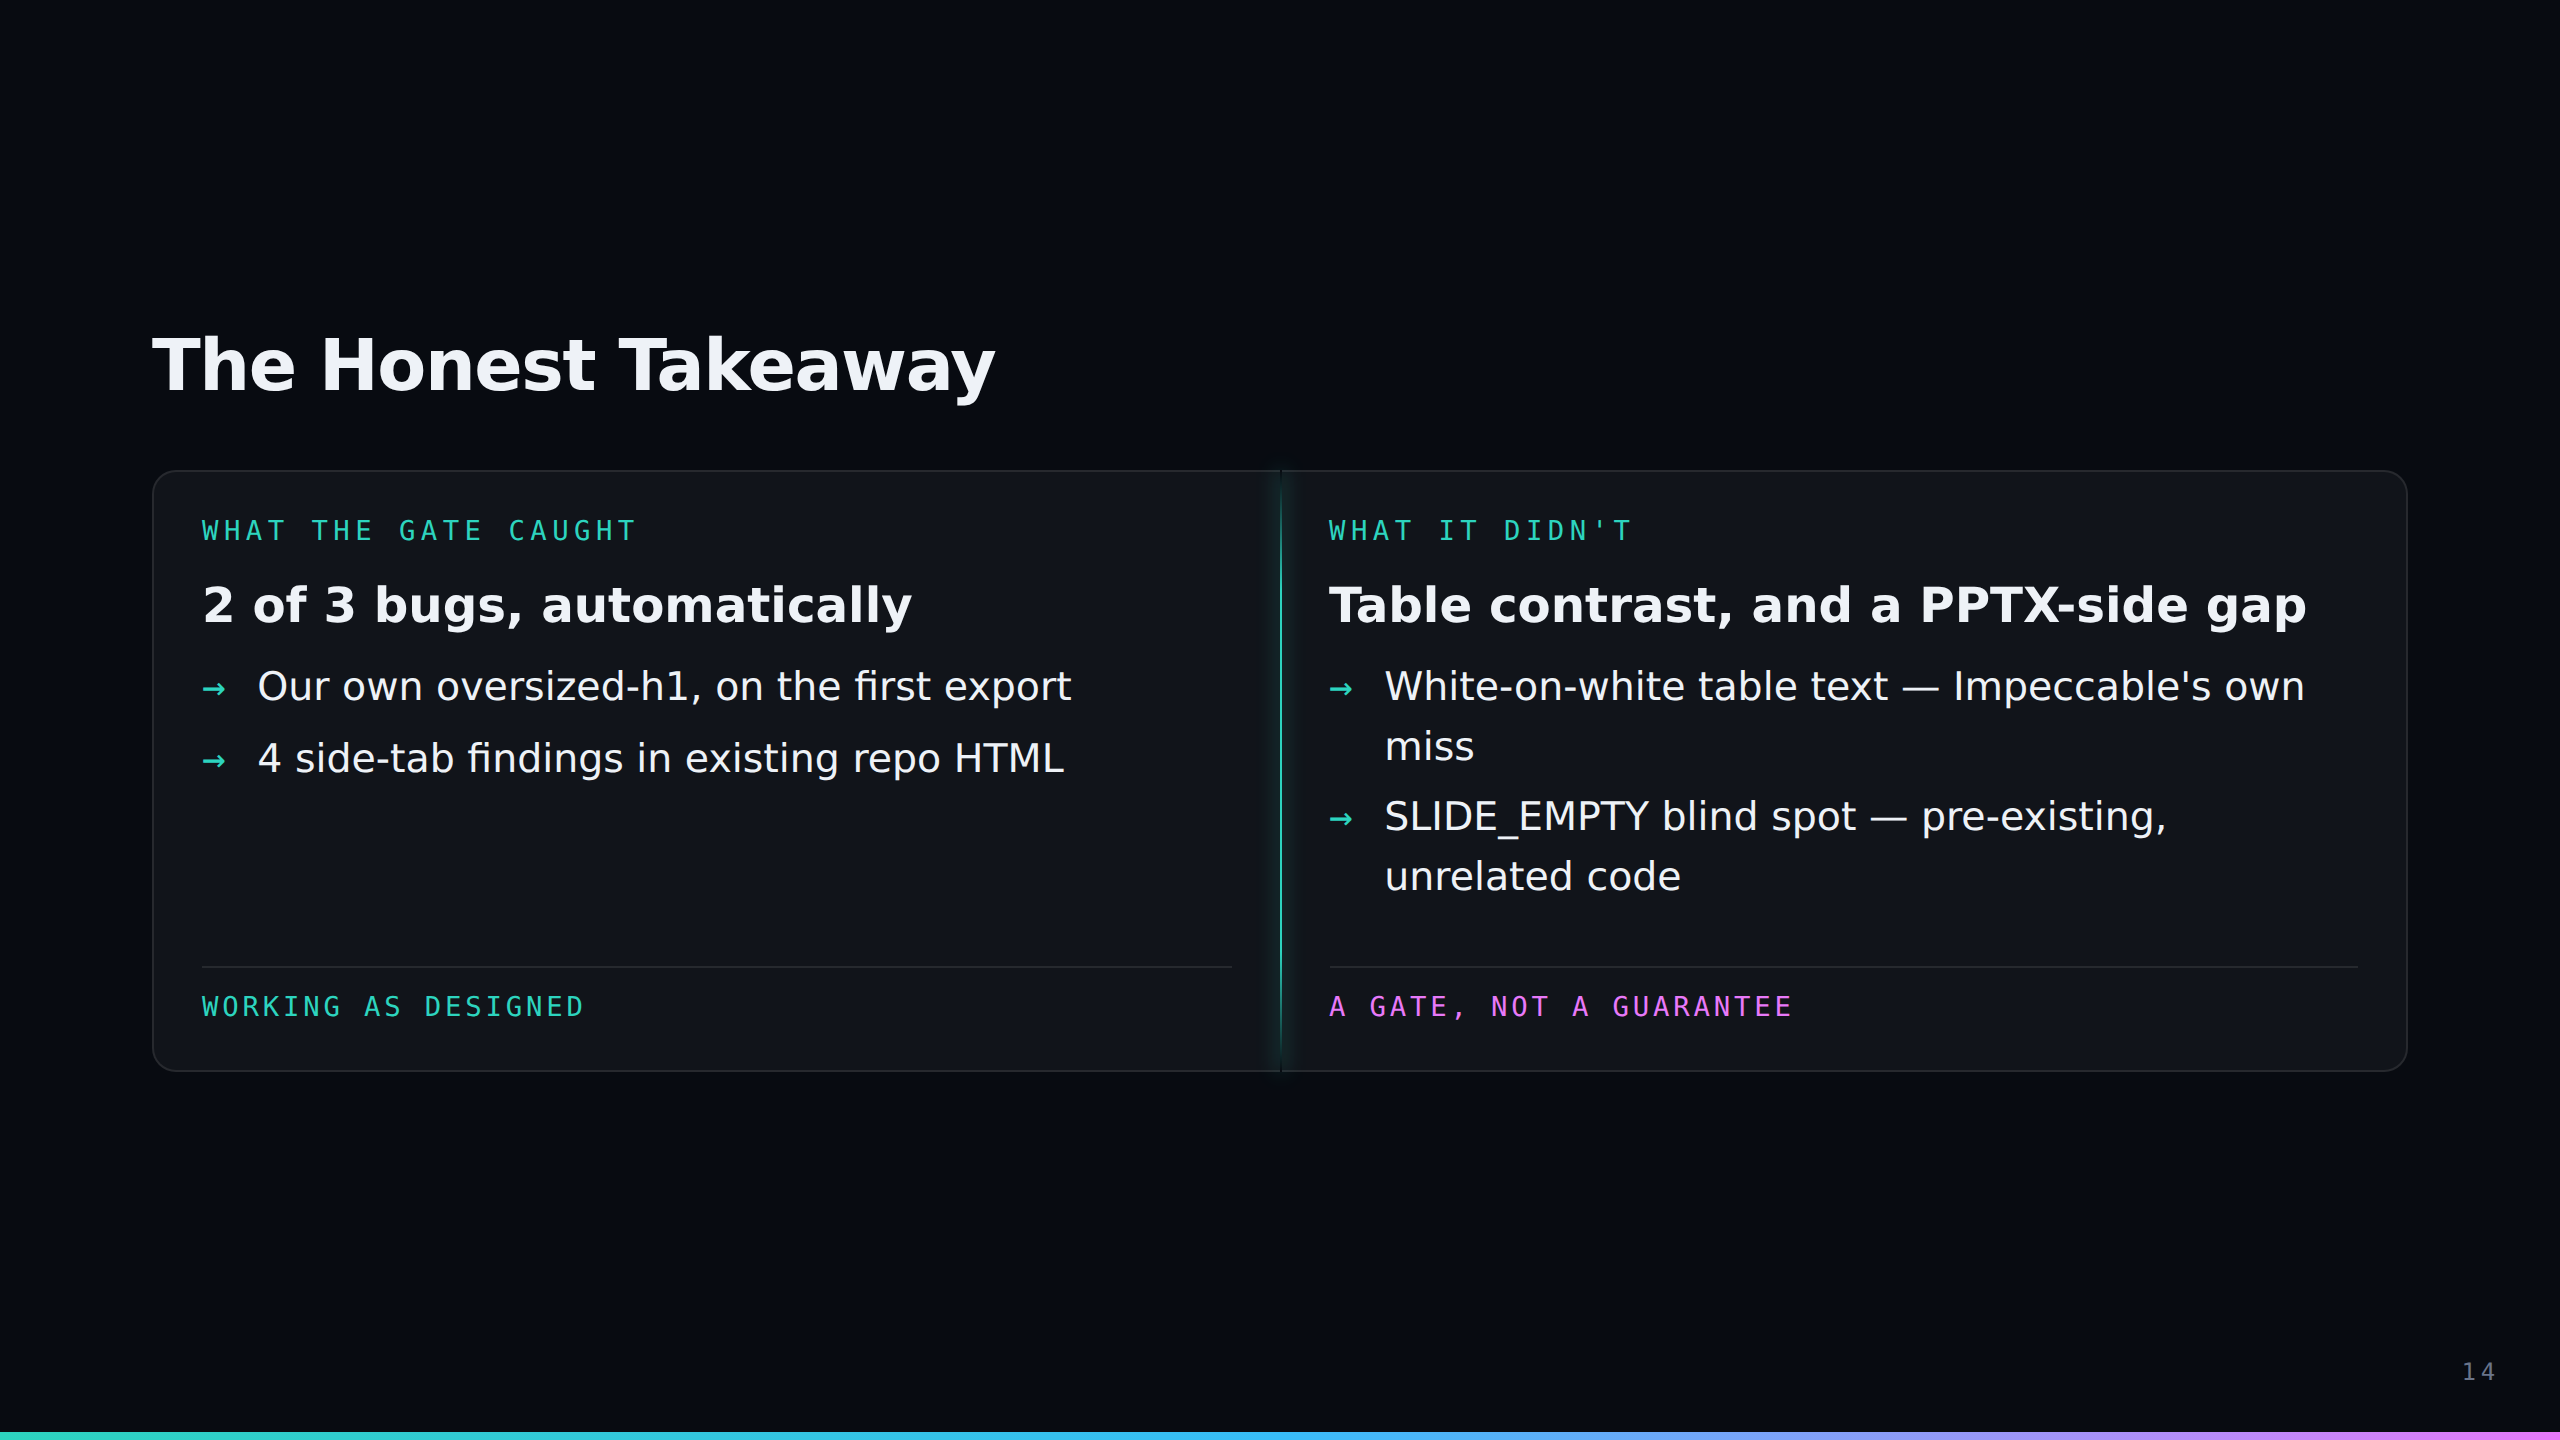 The Honest Takeaway
WHAT THE GATE CAUGHT
2 of 3 bugs, automatically
→ Our own oversized-h1, on the first export
→ 4 side-tab findings in existing repo HTML
WORKING AS DESIGNED
WHAT IT DIDN'T
Table contrast, and a PPTX-side gap
→ White-on-white table text — Impeccable's own
miss
→ SLIDE_EMPTY blind spot — pre-existing,
unrelated code
A GATE, NOT A GUARANTEE
14